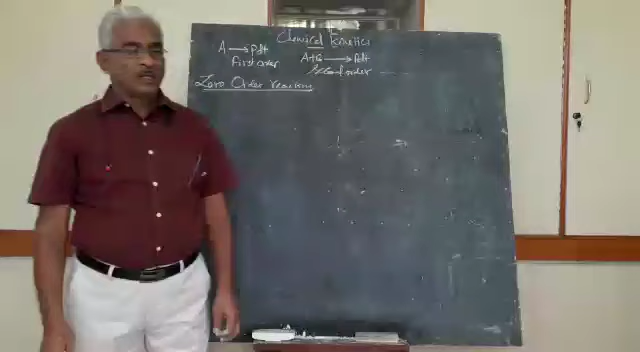 Chemical Kinetics
A → Pdt
First order
A+B → Pdt
Second order
Zero Order reaction